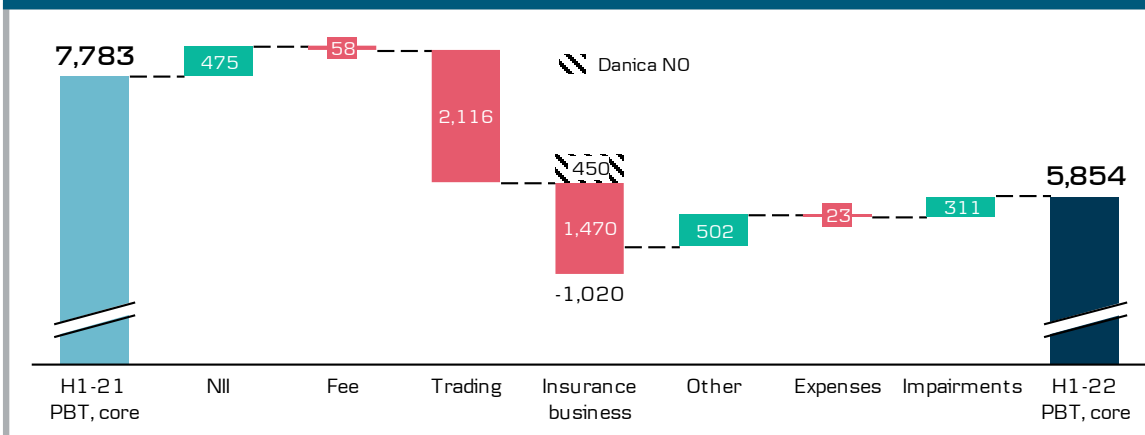 7,783
475
58
2,116
Danica NO
450
1,470
-1,020
502
23
311
5,854
H1-21
PBT, core
NII
Fee
Trading
Insurance
business
Other
Expenses
Impairments
H1-22
PBT, core